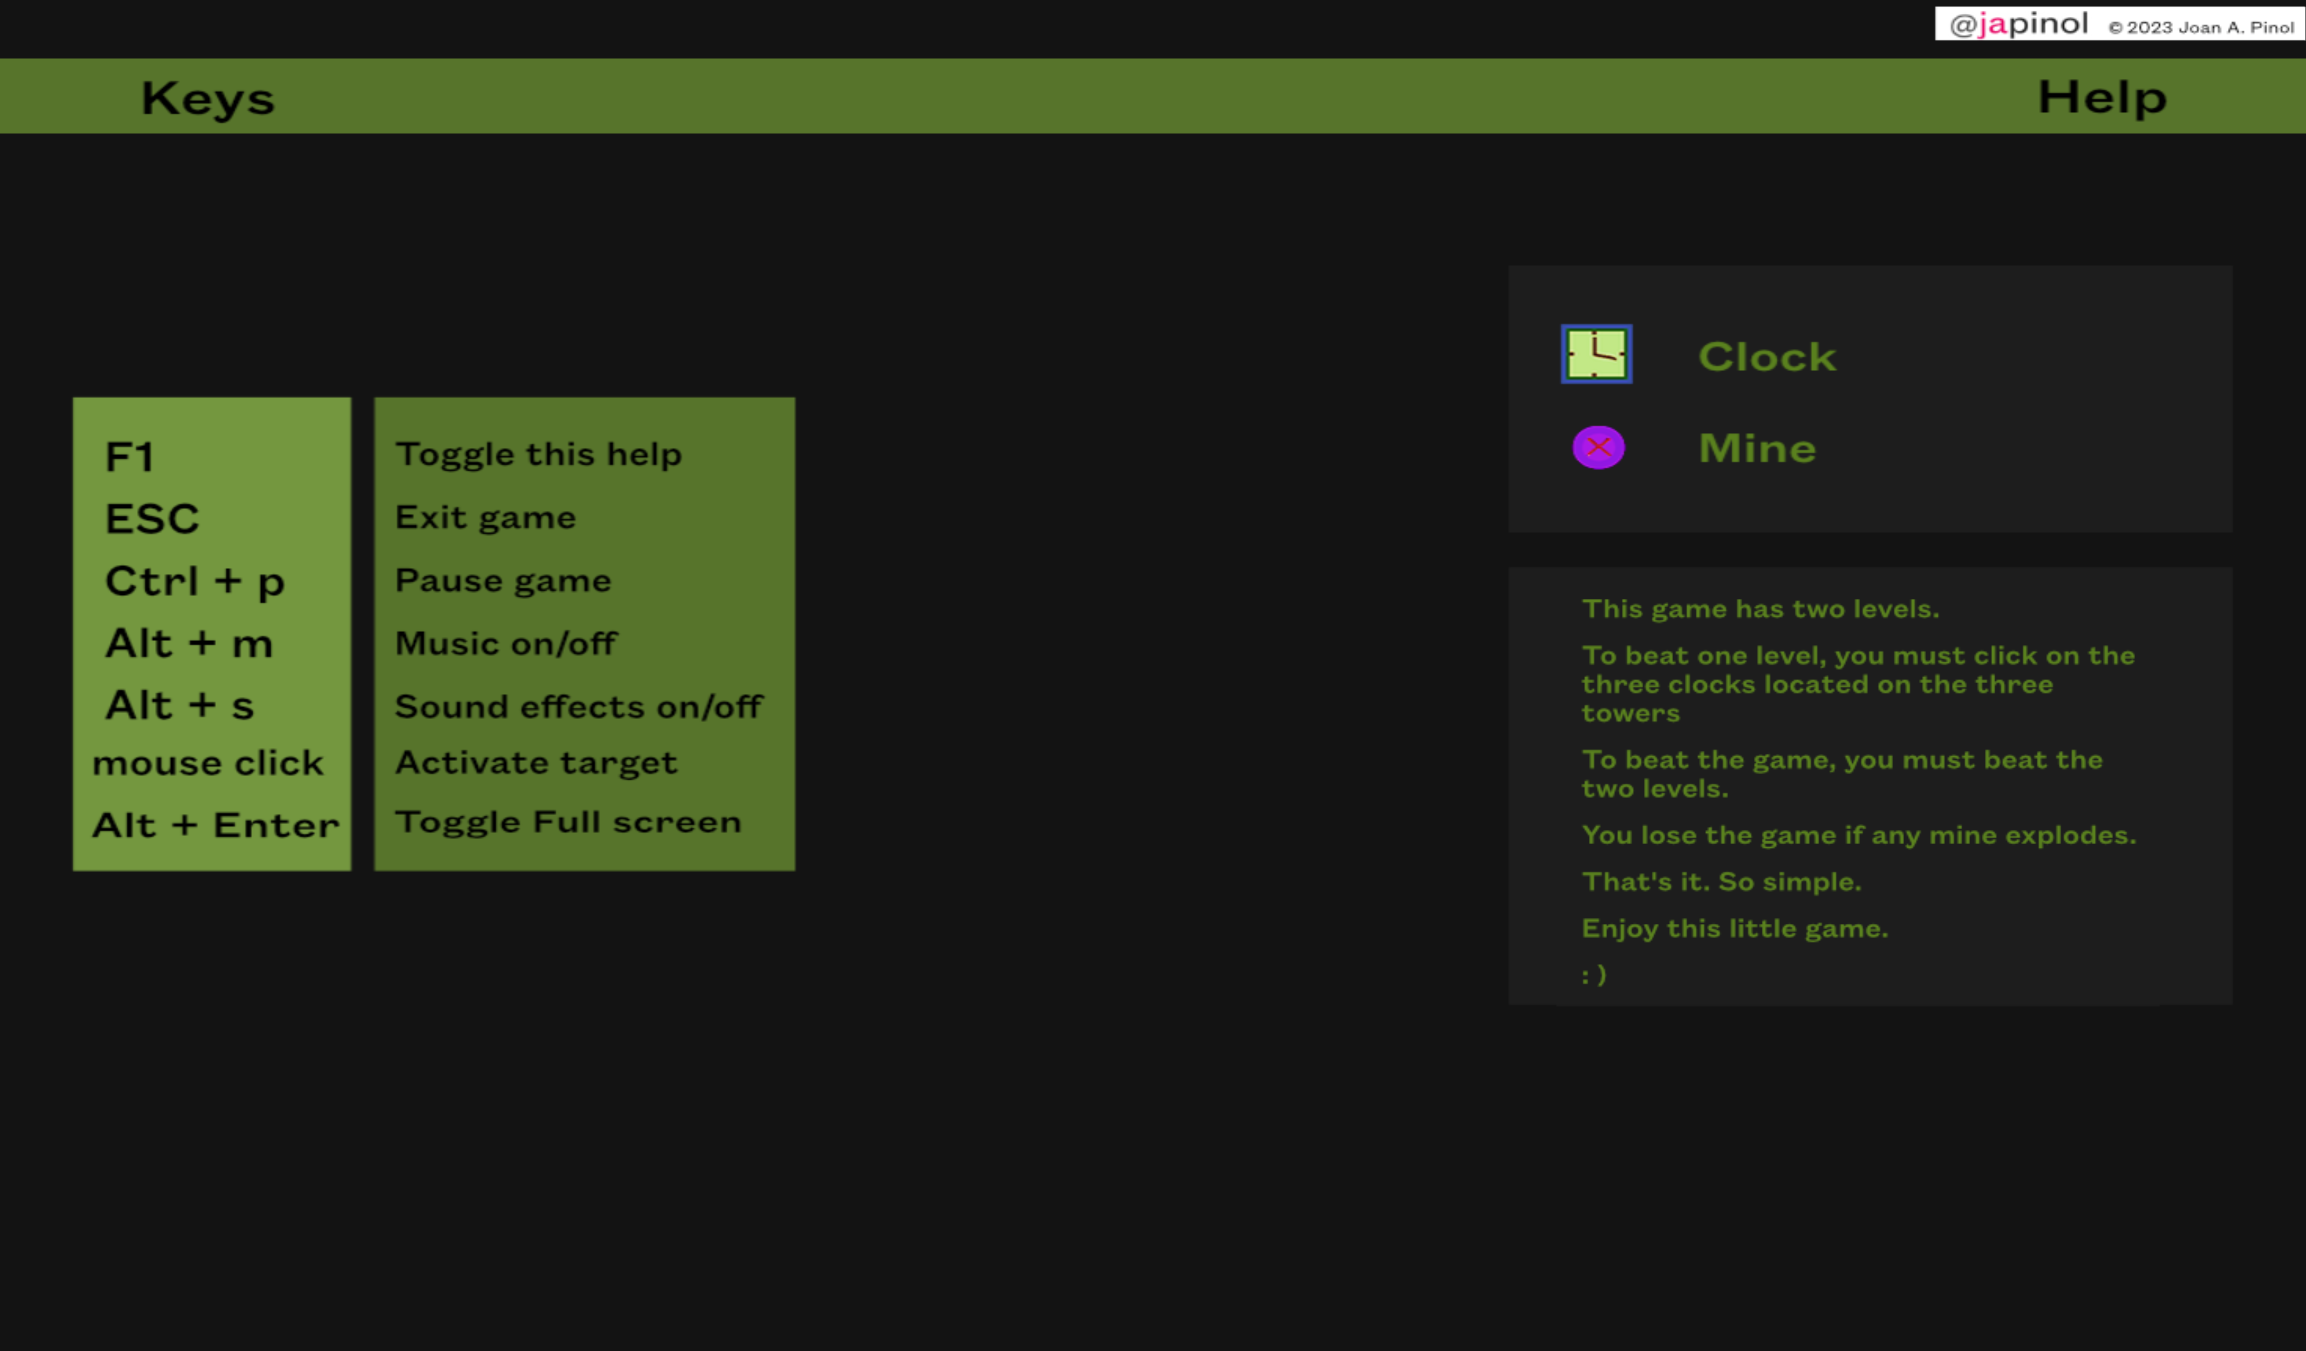 @japinol © 2023 Joan A. Pinol
Keys
Help
F1 Toggle this help
ESC Exit game
Ctrl + p Pause game
Alt + m Music on/off
Alt + s Sound effects on/off
mouse click Activate target
Alt + Enter Toggle Full screen
Clock
Mine
This game has two levels.
To beat one level, you must click on the
three clocks located on the three
towers
To beat the game, you must beat the
two levels.
You lose the game if any mine explodes.
That's it. So simple.
Enjoy this little game.
: )